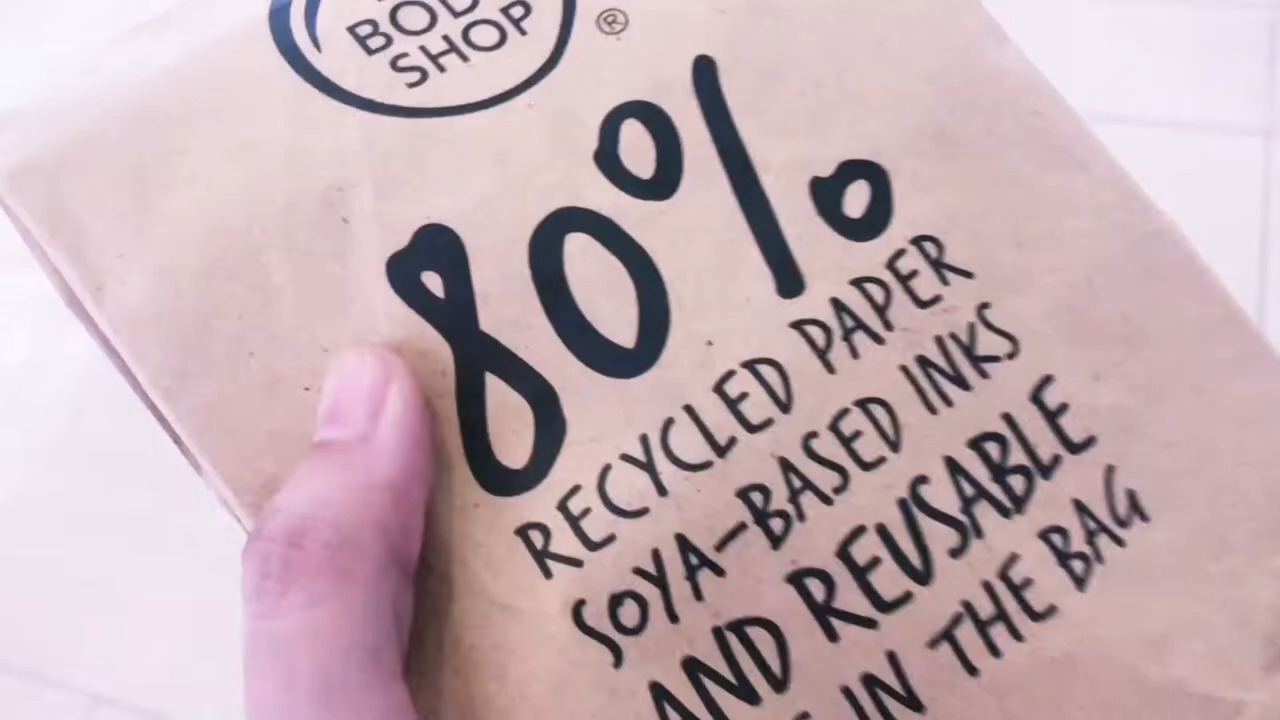 BODY
SHOP
®
80%
RECYCLED PAPER
SOYA-BASED INKS
AND REUSABLE
IN THE BAG